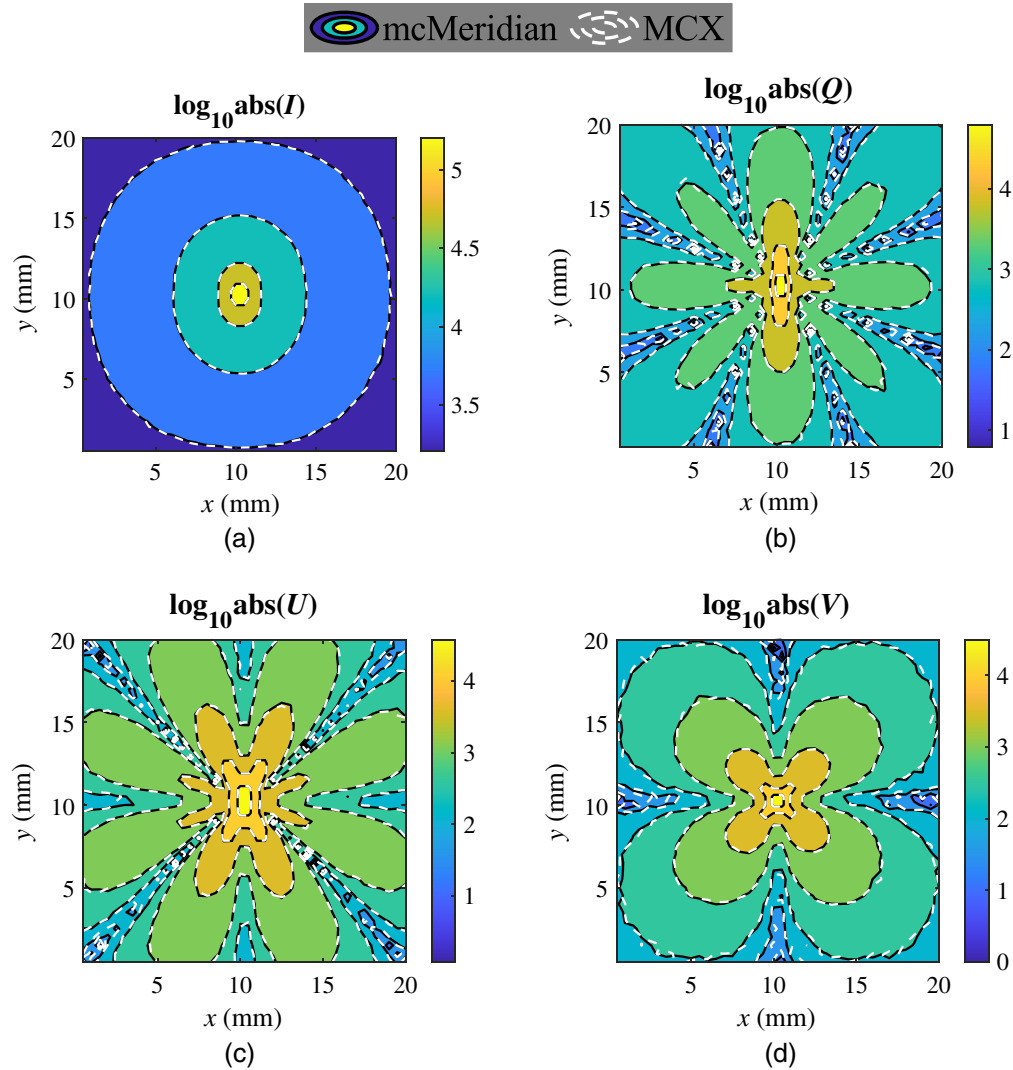 mcMeridian MCX
log10abs(I)
20
15
10
5
y (mm)
5 10 15 20
x (mm)
5
4.5
4
3.5
(a)
log10abs(Q)
20
15
10
5
y (mm)
5 10 15 20
x (mm)
4
3
2
1
(b)
log10abs(U)
20
15
10
5
y (mm)
5 10 15 20
x (mm)
4
3
2
1
(c)
log10abs(V)
20
15
10
5
y (mm)
5 10 15 20
x (mm)
4
3
2
1
0
(d)